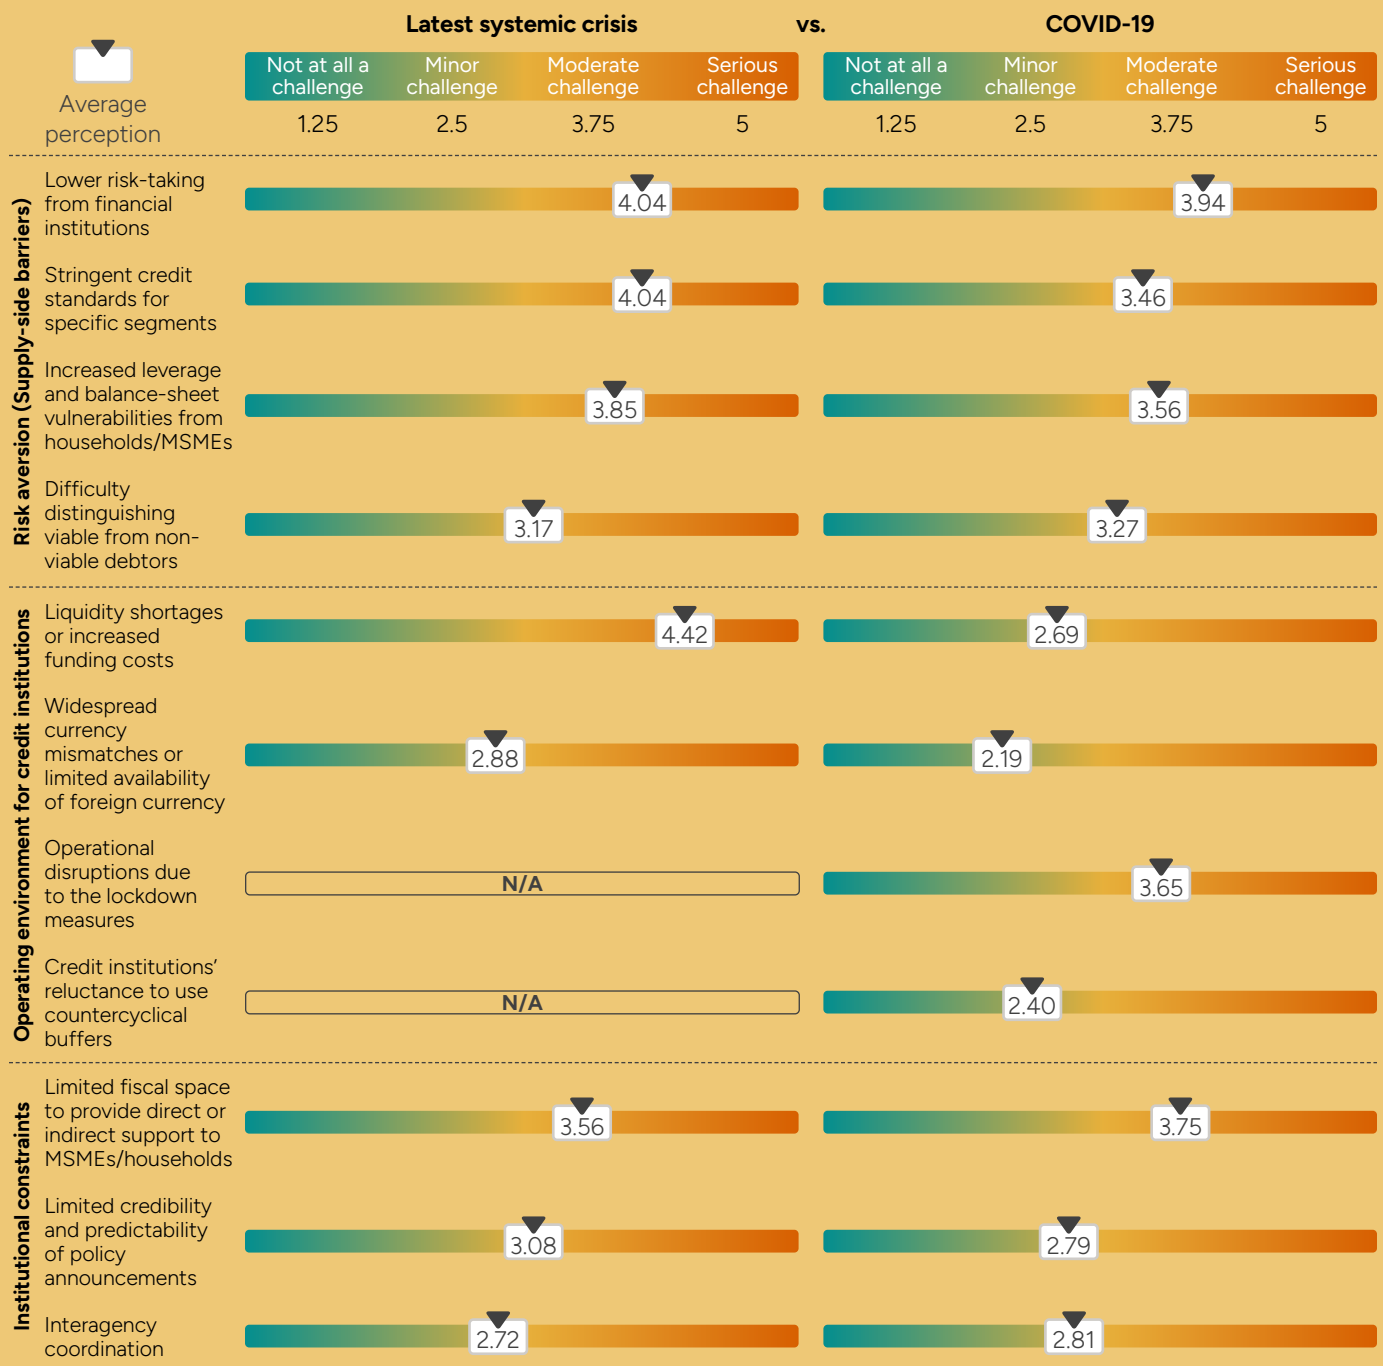 Latest systemic crisis
vs.
COVID-19
Average
perception
Not at all a
challenge
Minor
challenge
Moderate
challenge
Serious
challenge
Not at all a
challenge
Minor
challenge
Moderate
challenge
Serious
challenge
1.25
2.5
3.75
5
1.25
2.5
3.75
5
Risk aversion (Supply-side barriers)
Lower risk-taking
from financial
institutions
4.04
3.94
Stringent credit
standards for
specific segments
4.04
3.46
Increased leverage
and balance-sheet
vulnerabilities from
households/MSMEs
3.85
3.56
Difficulty
distinguishing
viable from non-
viable debtors
3.17
3.27
Operating environment for credit institutions
Liquidity shortages
or increased
funding costs
4.42
2.69
Widespread
currency
mismatches or
limited availability
of foreign currency
2.88
2.19
Operational
disruptions due
to the lockdown
measures
N/A
3.65
Credit institutions’
reluctance to use
countercyclical
buffers
N/A
2.40
Institutional constraints
Limited fiscal space
to provide direct or
indirect support to
MSMEs/households
3.56
3.75
Limited credibility
and predictability
of policy
announcements
3.08
2.79
Interagency
coordination
2.72
2.81